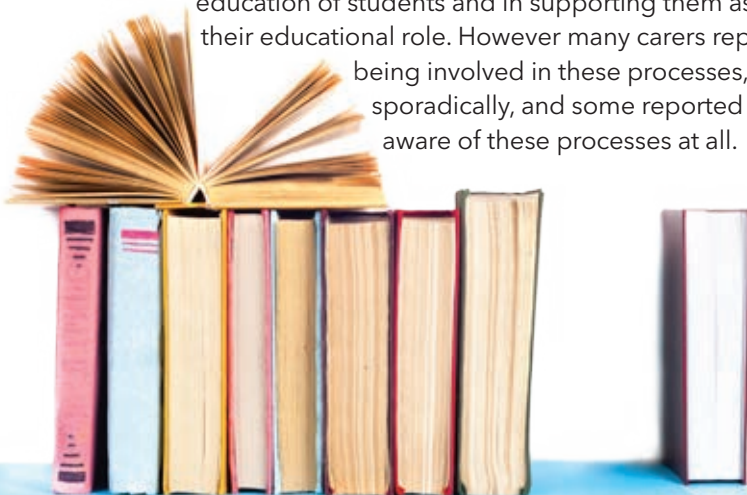 education of students and in supporting them as
their educational role. However many carers rep
being involved in these processes,
sporadically, and some reported
aware of these processes at all.